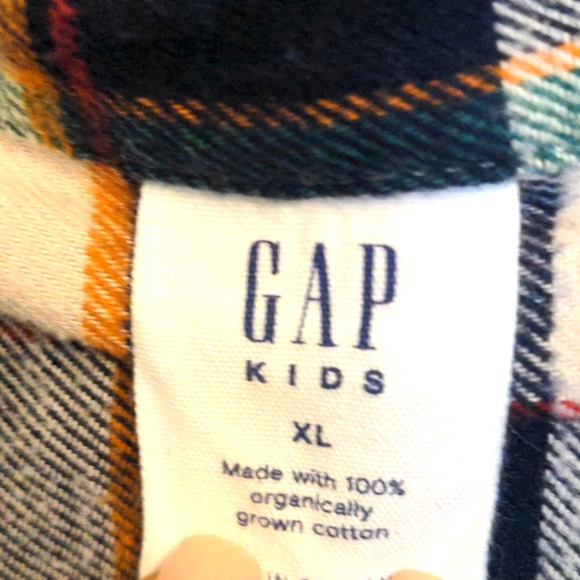 GAP
KIDS
XL
Made with 100%
organically
grown cotton